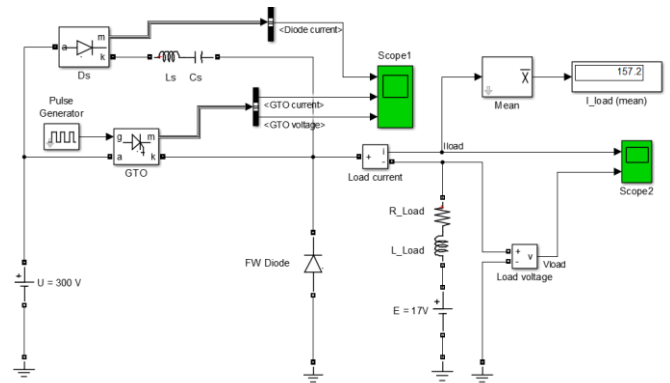 m
<Diode current>
a
k
Ds
Ls
Cs
Scope1
157.2
X
Mean
I_load (mean)
Pulse
Generator
<GTO current>
<GTO voltage>
g
m
a
k
GTO
Iload
+
i
-
Load current
Scope2
R_Load
L_Load
FW Diode
+
-
v
Vload
Load voltage
+
U = 300 V
+
E = 17V